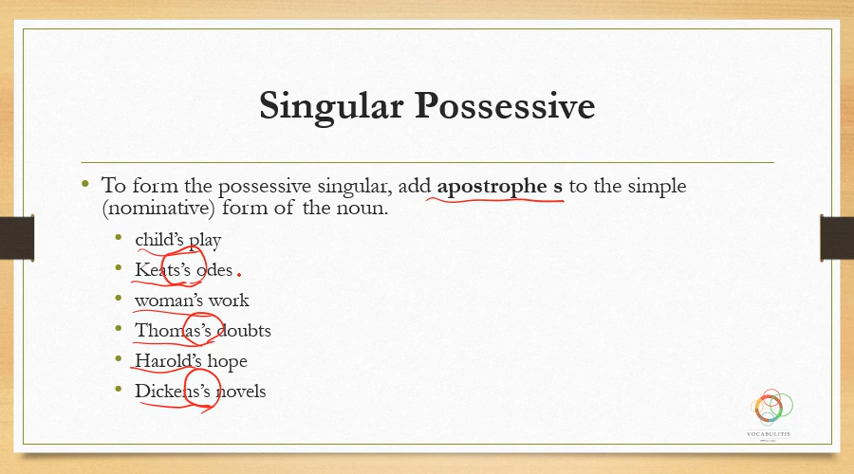 Singular Possessive
• To form the possessive singular, add apostrophe s to the simple
(nominative) form of the noun.
• child’s play
• Keats’s odes
• woman’s work
• Thomas’s doubts
• Harold’s hope
• Dickens’s novels
VOCABULITIS